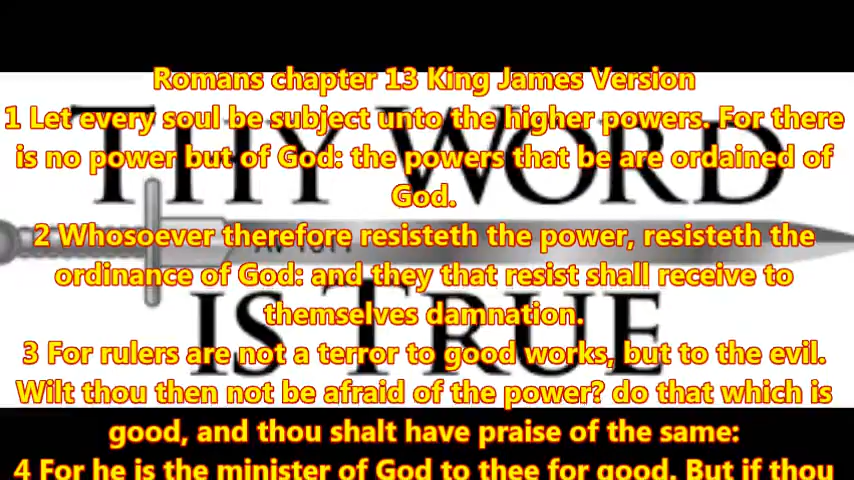 Romans chapter 13 King James Version
1 Let every soul be subject unto the higher powers. For there
is no power but of God: the powers that be are ordained of
God.
2 Whosoever therefore resisteth the power, resisteth the
ordinance of God: and they that resist shall receive to
themselves damnation.
3 For rulers are not a terror to good works, but to the evil.
Wilt thou then not be afraid of the power? do that which is
good, and thou shalt have praise of the same:
4 For he is the minister of God to thee for good. But if thou
THY WORD
IS TRUE